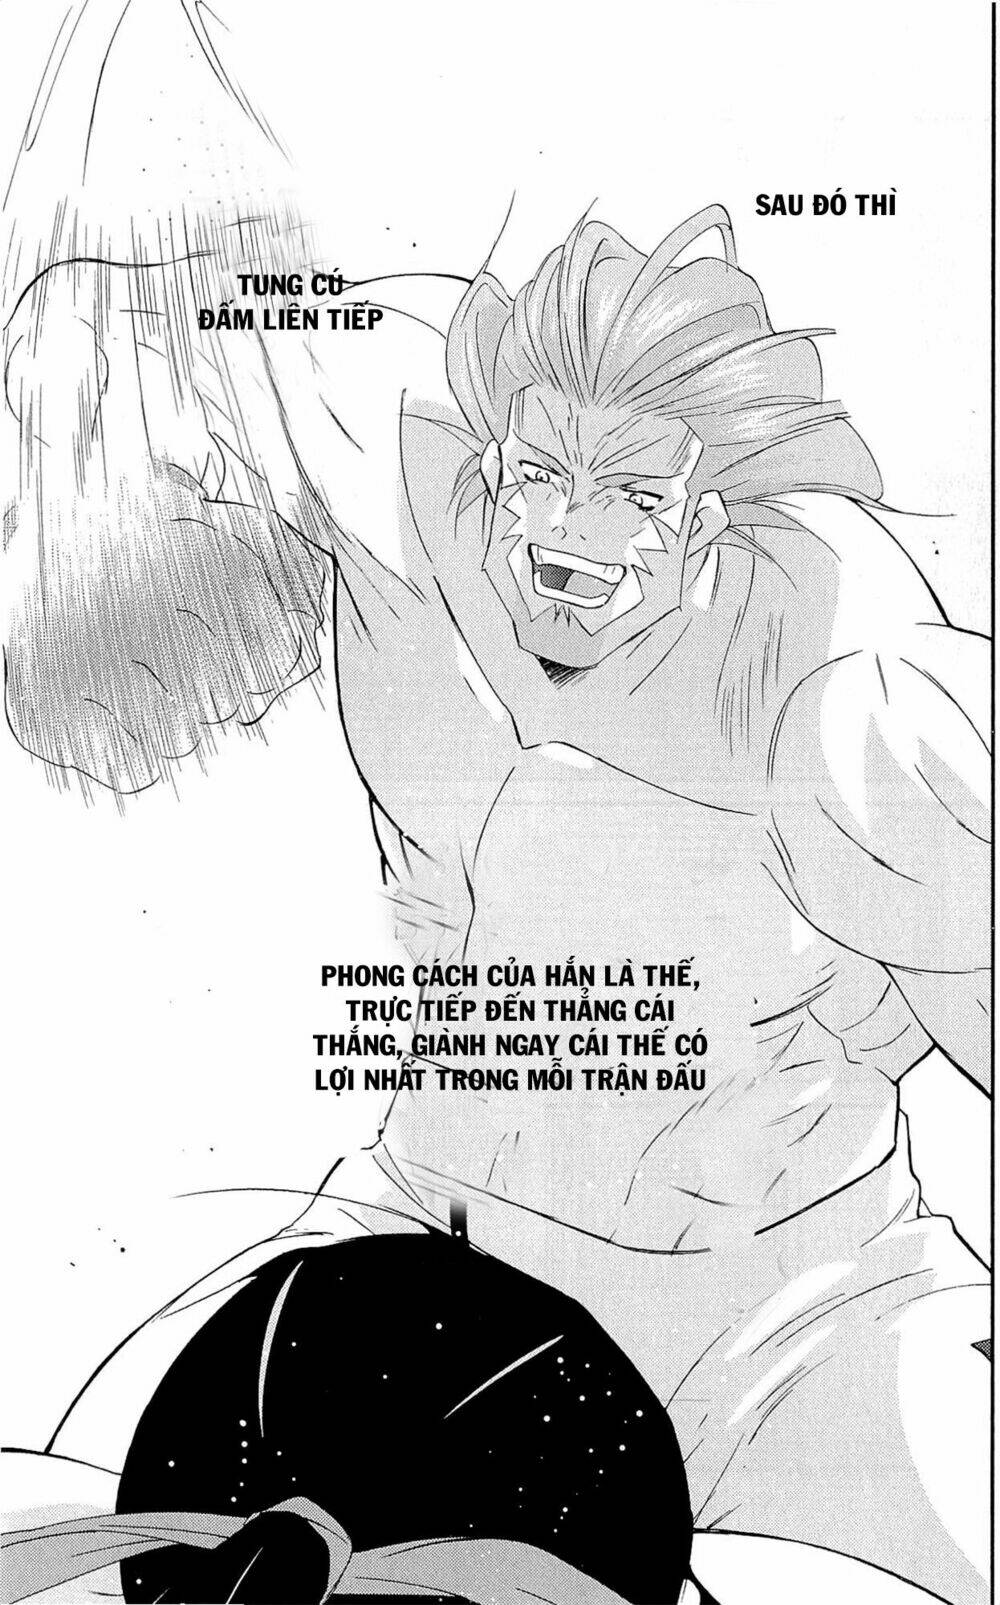 SAU ĐÓ THÌ
TUNG CÚ
ĐẤM LIÊN TIẾP
PHONG CÁCH CỦA HẮN LÀ THẾ,
TRỰC TIẾP ĐẾN THẲNG CÁI
THẮNG, GIÀNH NGAY CÁI THẾ CÓ
LỢI NHẤT TRONG MỖI TRẬN ĐẤU